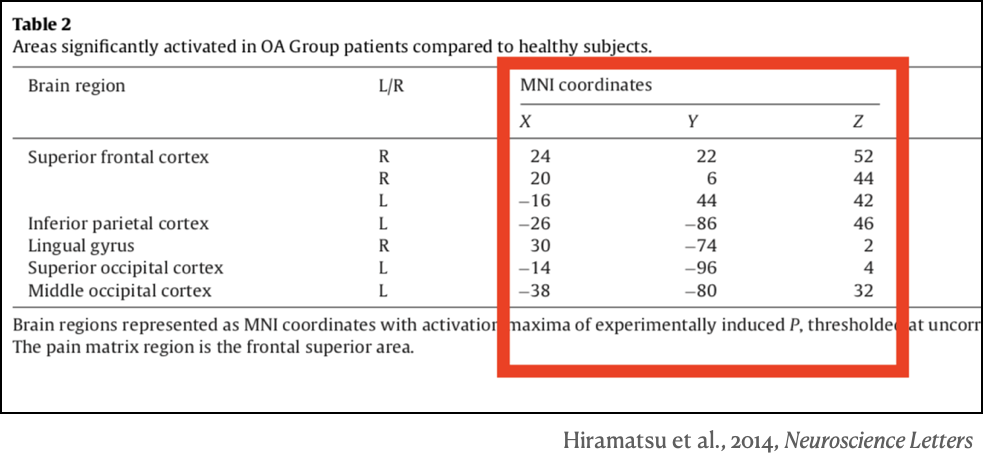 Table 2
Areas significantly activated in OA Group patients compared to healthy subjects.
Brain region L/R MNI coordinates
X Y Z
Superior frontal cortex R 24 22 52
R 20 6 44
L −16 44 42
Inferior parietal cortex L −26 −86 46
Lingual gyrus R 30 −74 2
Superior occipital cortex L −14 −96 4
Middle occipital cortex L −38 −80 32
Brain regions represented as MNI coordinates with activation maxima of experimentally induced P, thresholded at uncorr
The pain matrix region is the frontal superior area.
Hiramatsu et al., 2014, Neuroscience Letters